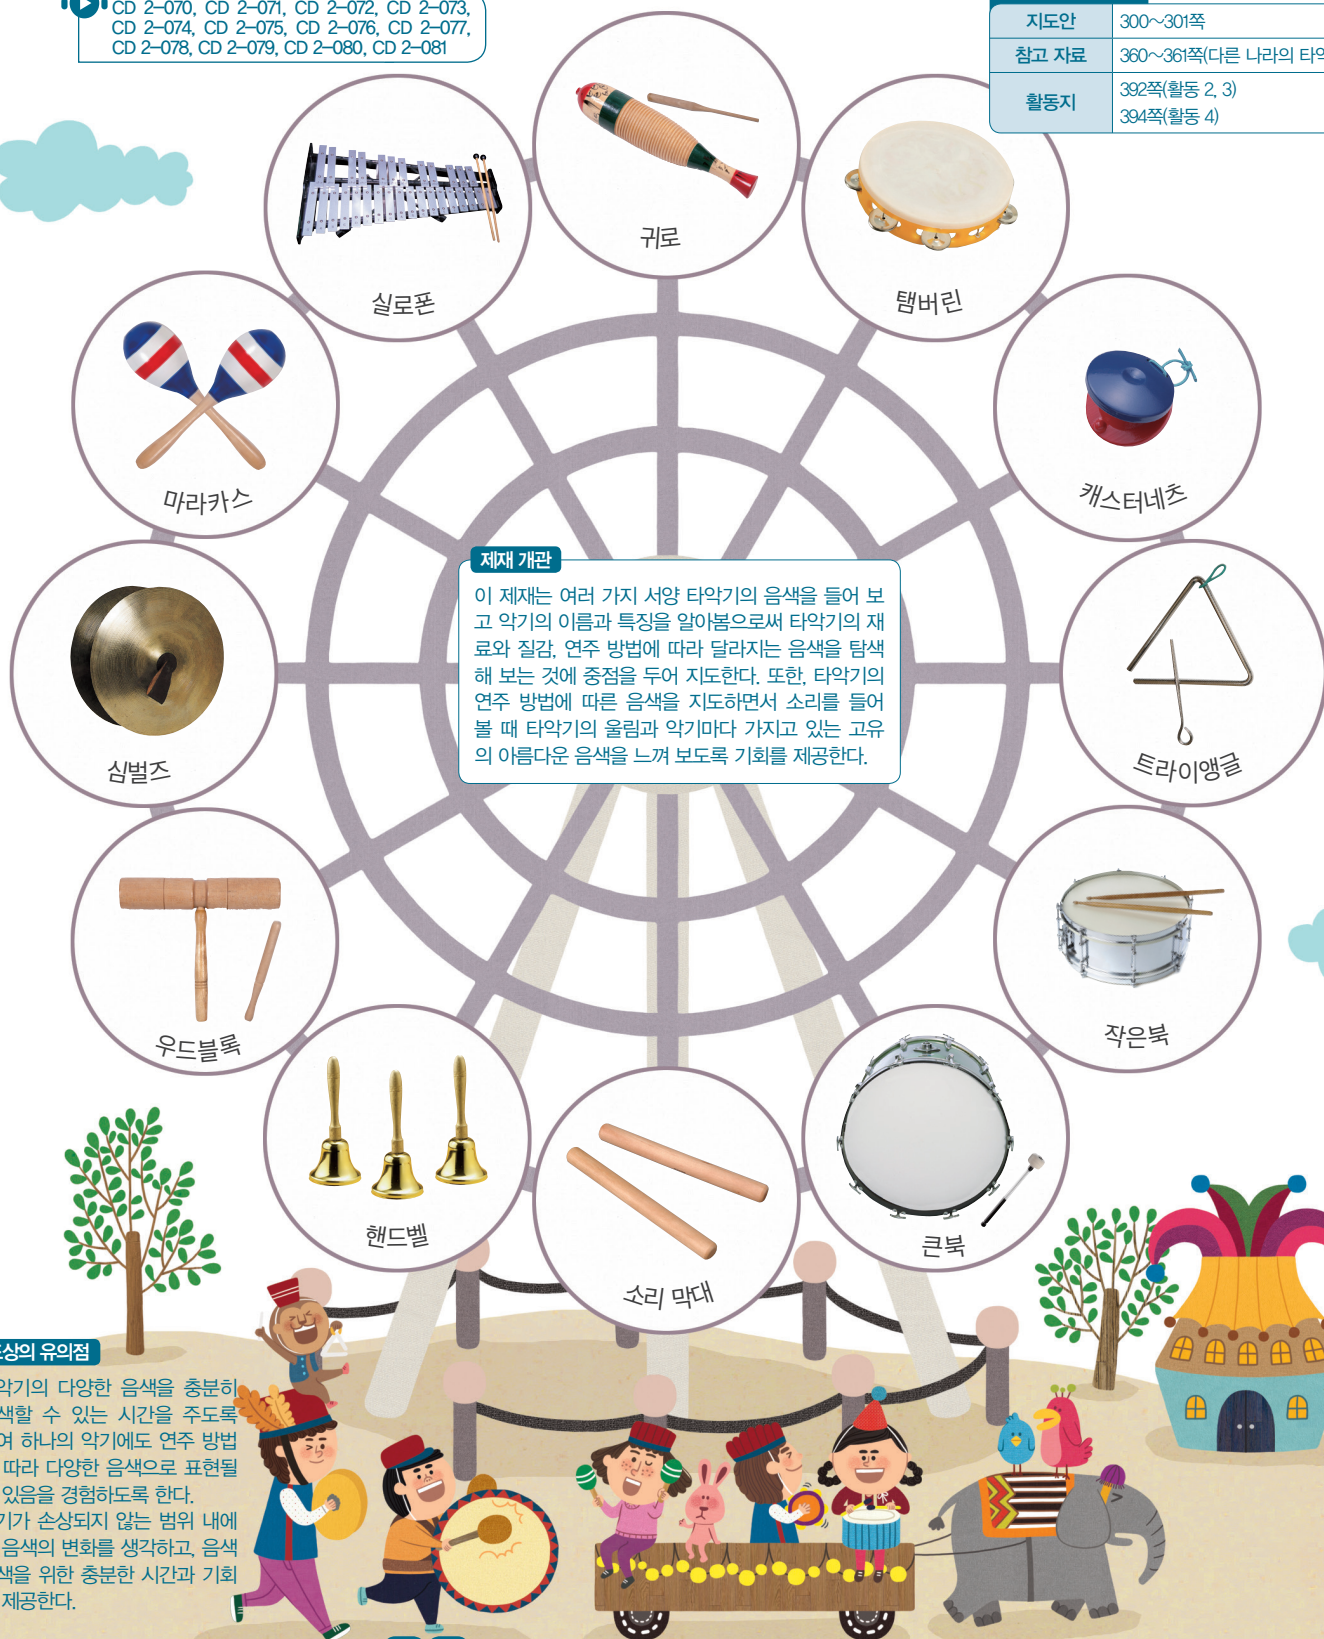 CD 2-070, CD 2-071, CD 2-072, CD 2-073,
CD 2-074, CD 2-075, CD 2-076, CD 2-077,
CD 2-078, CD 2-079, CD 2-080, CD 2-081
지도안 300~301쪽
참고 자료 360~361쪽(다른 나라의 타악
활동지 392쪽(활동 2, 3)
394쪽(활동 4)
귀로
실로폰
탬버린
마라카스
캐스터네츠
심벌즈
트라이앵글
제재 개관
이 제재는 여러 가지 서양 타악기의 음색을 들어 보
고 악기의 이름과 특징을 알아봄으로써 타악기의 재
료와 질감, 연주 방법에 따라 달라지는 음색을 탐색
해 보는 것에 중점을 두어 지도한다. 또한, 타악기의
연주 방법에 따른 음색을 지도하면서 소리를 들어
볼 때 타악기의 울림과 악기마다 가지고 있는 고유
의 아름다운 음색을 느껴 보도록 기회를 제공한다.
우드블록
작은북
핸드벨
큰북
소리 막대
상의 유의점
악기의 다양한 음색을 충분히
색할 수 있는 시간을 주도록
여 하나의 악기에도 연주 방법
따라 다양한 음색으로 표현될
있음을 경험하도록 한다.
기가 손상되지 않는 범위 내에
음색의 변화를 생각하고, 음색
색을 위한 충분한 시간과 기회
제공한다.